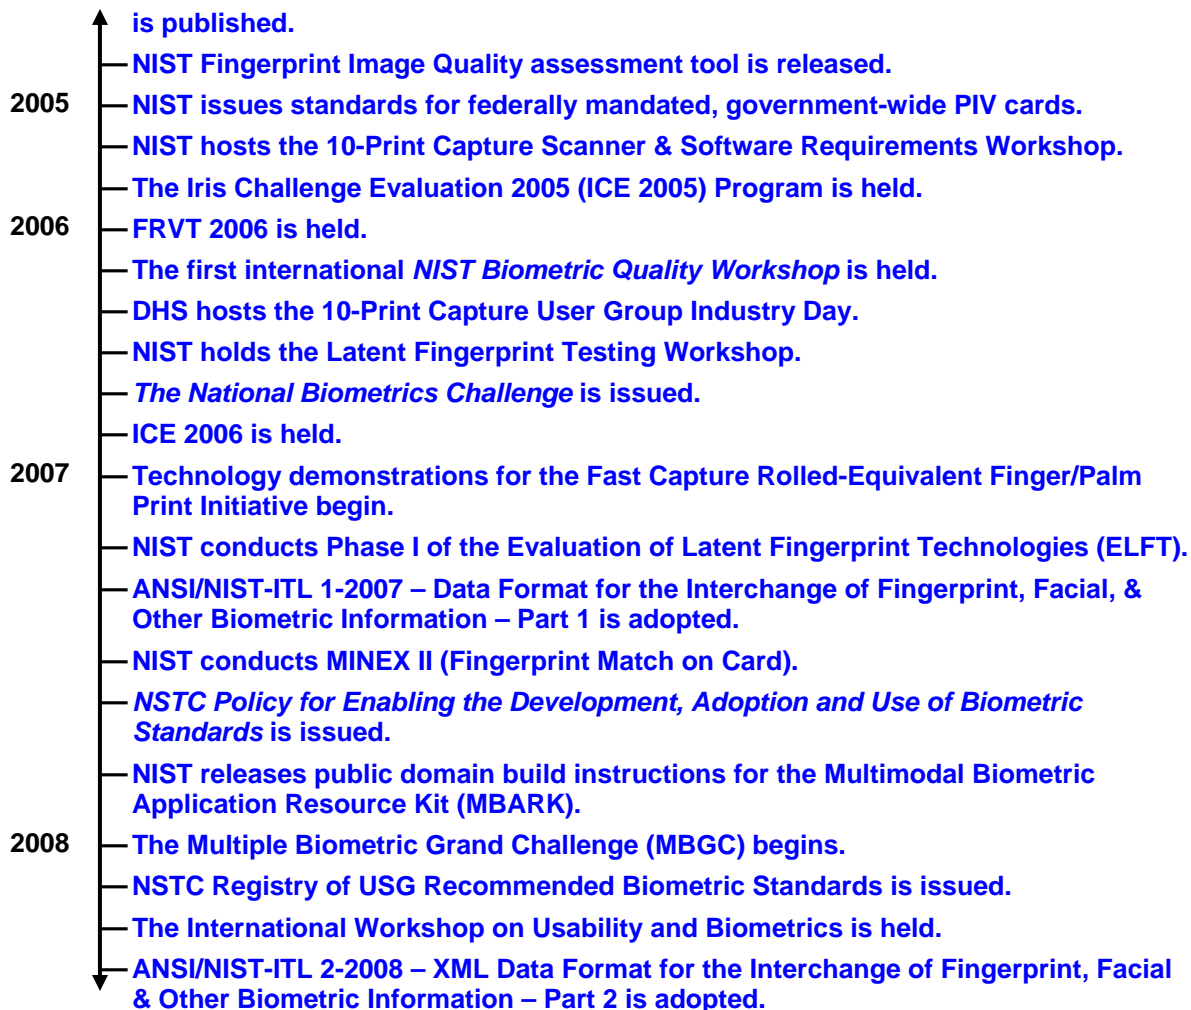 is published.
NIST Fingerprint Image Quality assessment tool is released.
2005 NIST issues standards for federally mandated, government-wide PIV cards.
NIST hosts the 10-Print Capture Scanner & Software Requirements Workshop.
The Iris Challenge Evaluation 2005 (ICE 2005) Program is held.
2006 FRVT 2006 is held.
The first international NIST Biometric Quality Workshop is held.
DHS hosts the 10-Print Capture User Group Industry Day.
NIST holds the Latent Fingerprint Testing Workshop.
The National Biometrics Challenge is issued.
ICE 2006 is held.
2007 Technology demonstrations for the Fast Capture Rolled-Equivalent Finger/Palm
Print Initiative begin.
NIST conducts Phase I of the Evaluation of Latent Fingerprint Technologies (ELFT).
ANSI/NIST-ITL 1-2007 – Data Format for the Interchange of Fingerprint, Facial, &
Other Biometric Information – Part 1 is adopted.
NIST conducts MINEX II (Fingerprint Match on Card).
NSTC Policy for Enabling the Development, Adoption and Use of Biometric
Standards is issued.
NIST releases public domain build instructions for the Multimodal Biometric
Application Resource Kit (MBARK).
2008 The Multiple Biometric Grand Challenge (MBGC) begins.
NSTC Registry of USG Recommended Biometric Standards is issued.
The International Workshop on Usability and Biometrics is held.
ANSI/NIST-ITL 2-2008 – XML Data Format for the Interchange of Fingerprint, Facial
& Other Biometric Information – Part 2 is adopted.